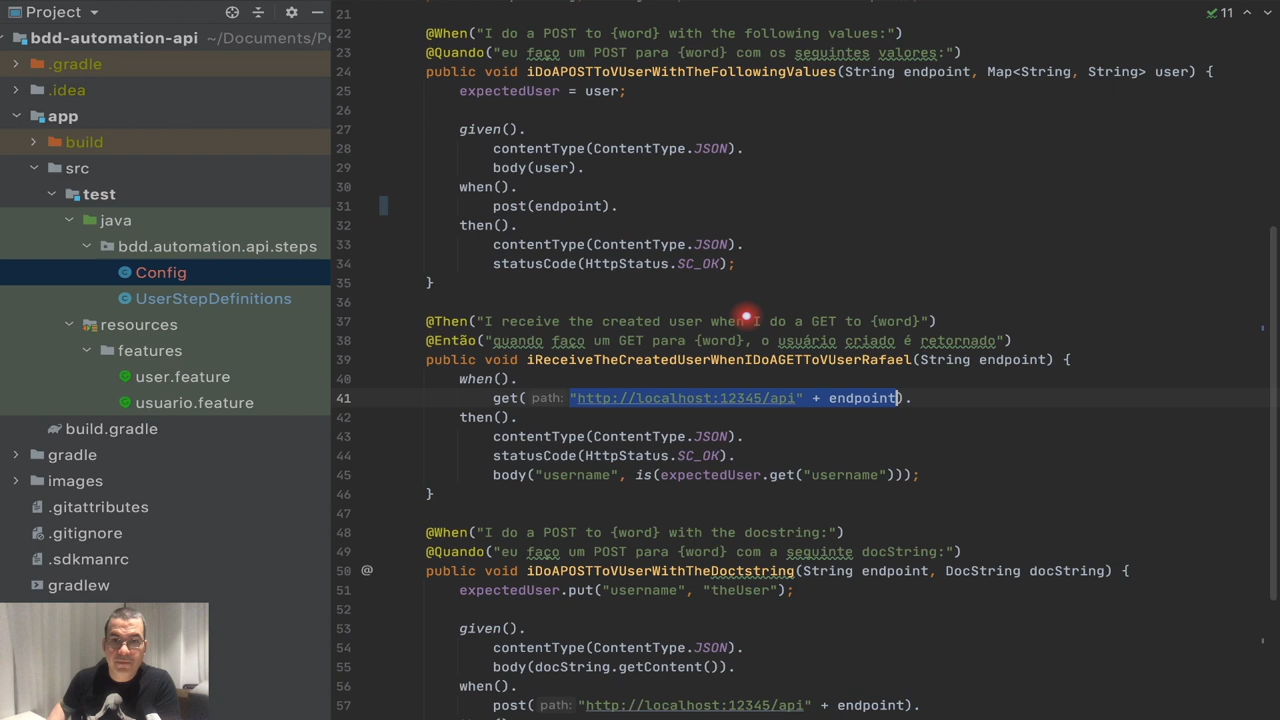 Project
bdd-automation-api ~/Documents/Pe
.gradle
.idea
app
build
src
test
java
bdd.automation.api.steps
Config
UserStepDefinitions
resources
features
user.feature
usuario.feature
build.gradle
gradle
images
.gitattributes
.gitignore
.sdkmanrc
gradlew
11
21
22 @When("I do a POST to {word} with the following values:")
23 @Quando("eu faço um POST para {word} com os seguintes valores:")
24 public void iDoAPOSTToVUserWithTheFollowingValues(String endpoint, Map<String, String> user) {
25 expectedUser = user;
26
27 given().
28 contentType(ContentType.JSON).
29 body(user).
30 when().
31 post(endpoint).
32 then().
33 contentType(ContentType.JSON).
34 statusCode(HttpStatus.SC_OK);
35 }
36
37 @Then("I receive the created user when I do a GET to {word}")
38 @Então("quando faço um GET para {word}, o usuário criado é retornado")
39 public void iReceiveTheCreatedUserWhenIDoAGETToVUserRafael(String endpoint) {
40 when().
41 get( path: "http://localhost:12345/api" + endpoint).
42 then().
43 contentType(ContentType.JSON).
44 statusCode(HttpStatus.SC_OK).
45 body("username", is(expectedUser.get("username")));
46 }
47
48 @When("I do a POST to {word} with the docstring:")
49 @Quando("eu faço um POST para {word} com a seguinte docString:")
50 @ public void iDoAPOSTToVUserWithTheDoctstring(String endpoint, DocString docString) {
51 expectedUser.put("username", "theUser");
52
53 given().
54 contentType(ContentType.JSON).
55 body(docString.getContent()).
56 when().
57 post( path: "http://localhost:12345/api" + endpoint).